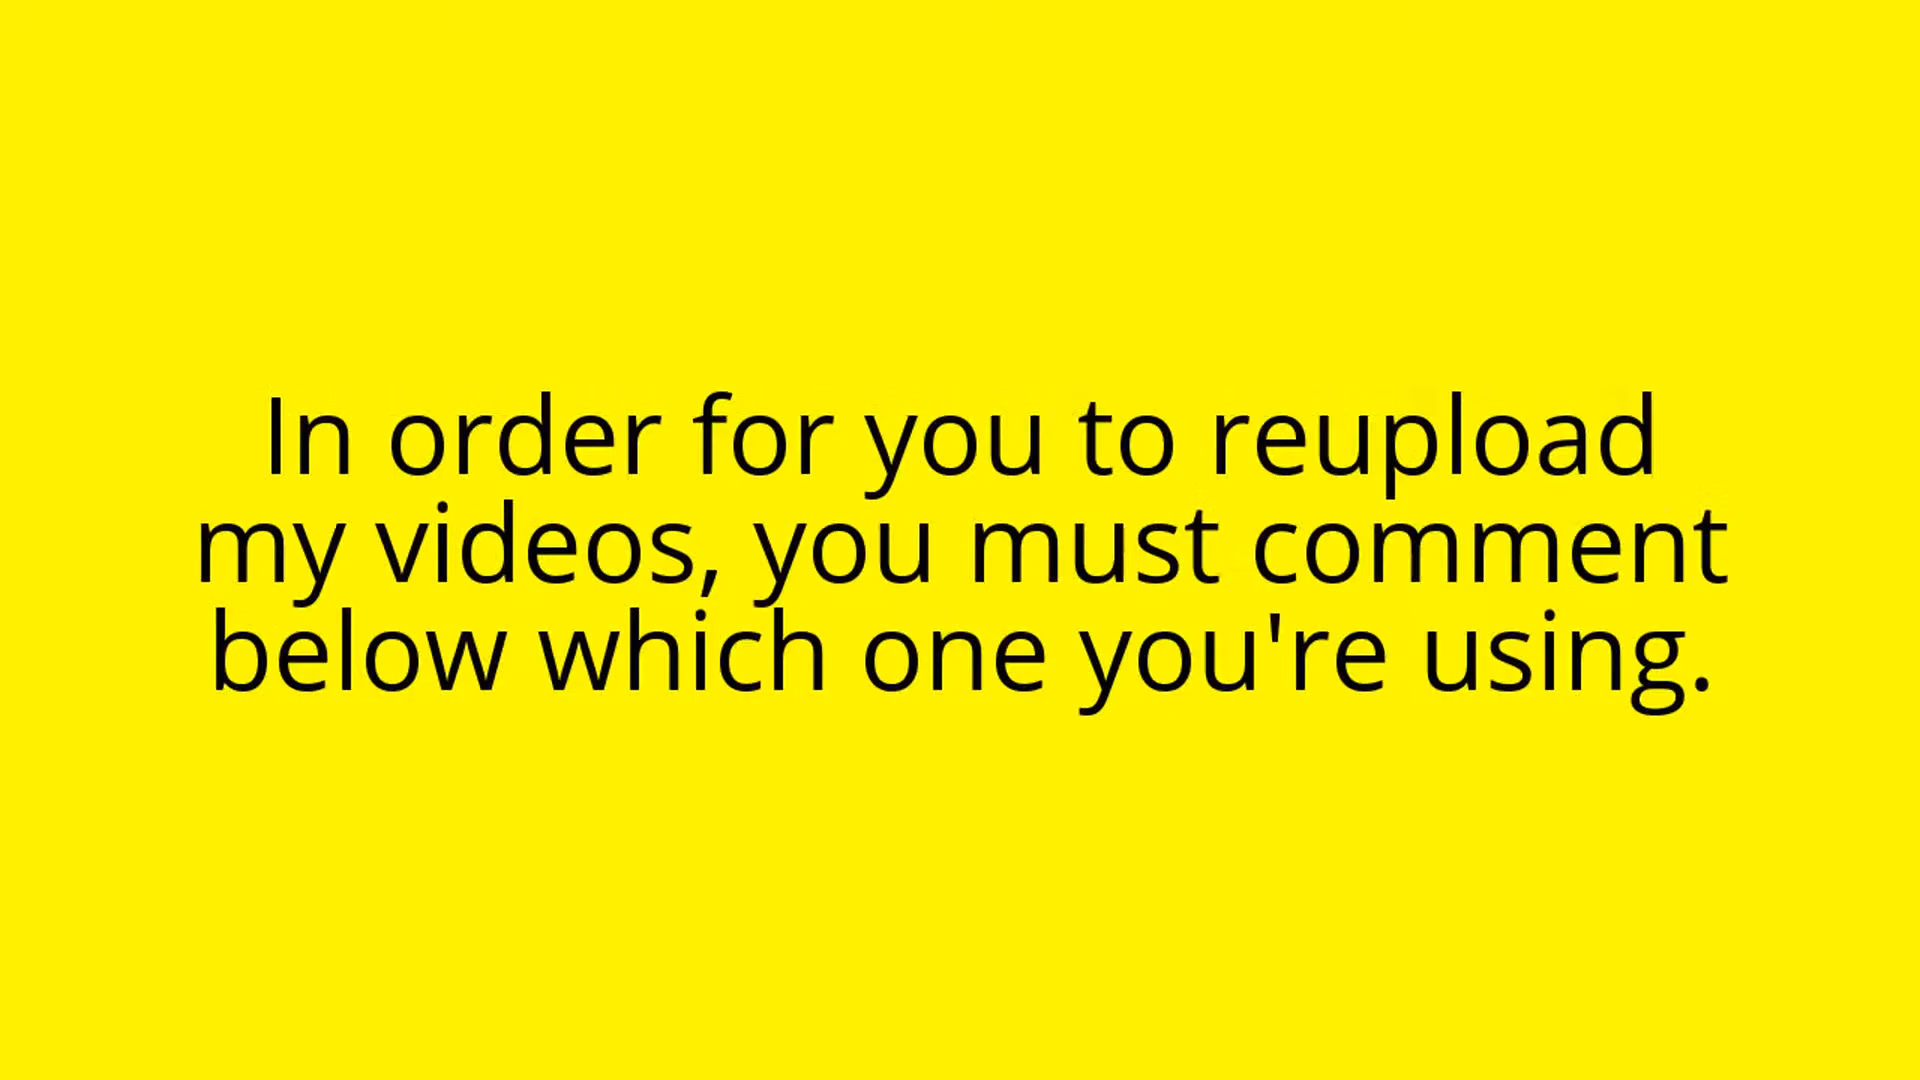 In order for you to reupload
my videos, you must comment
below which one you're using.